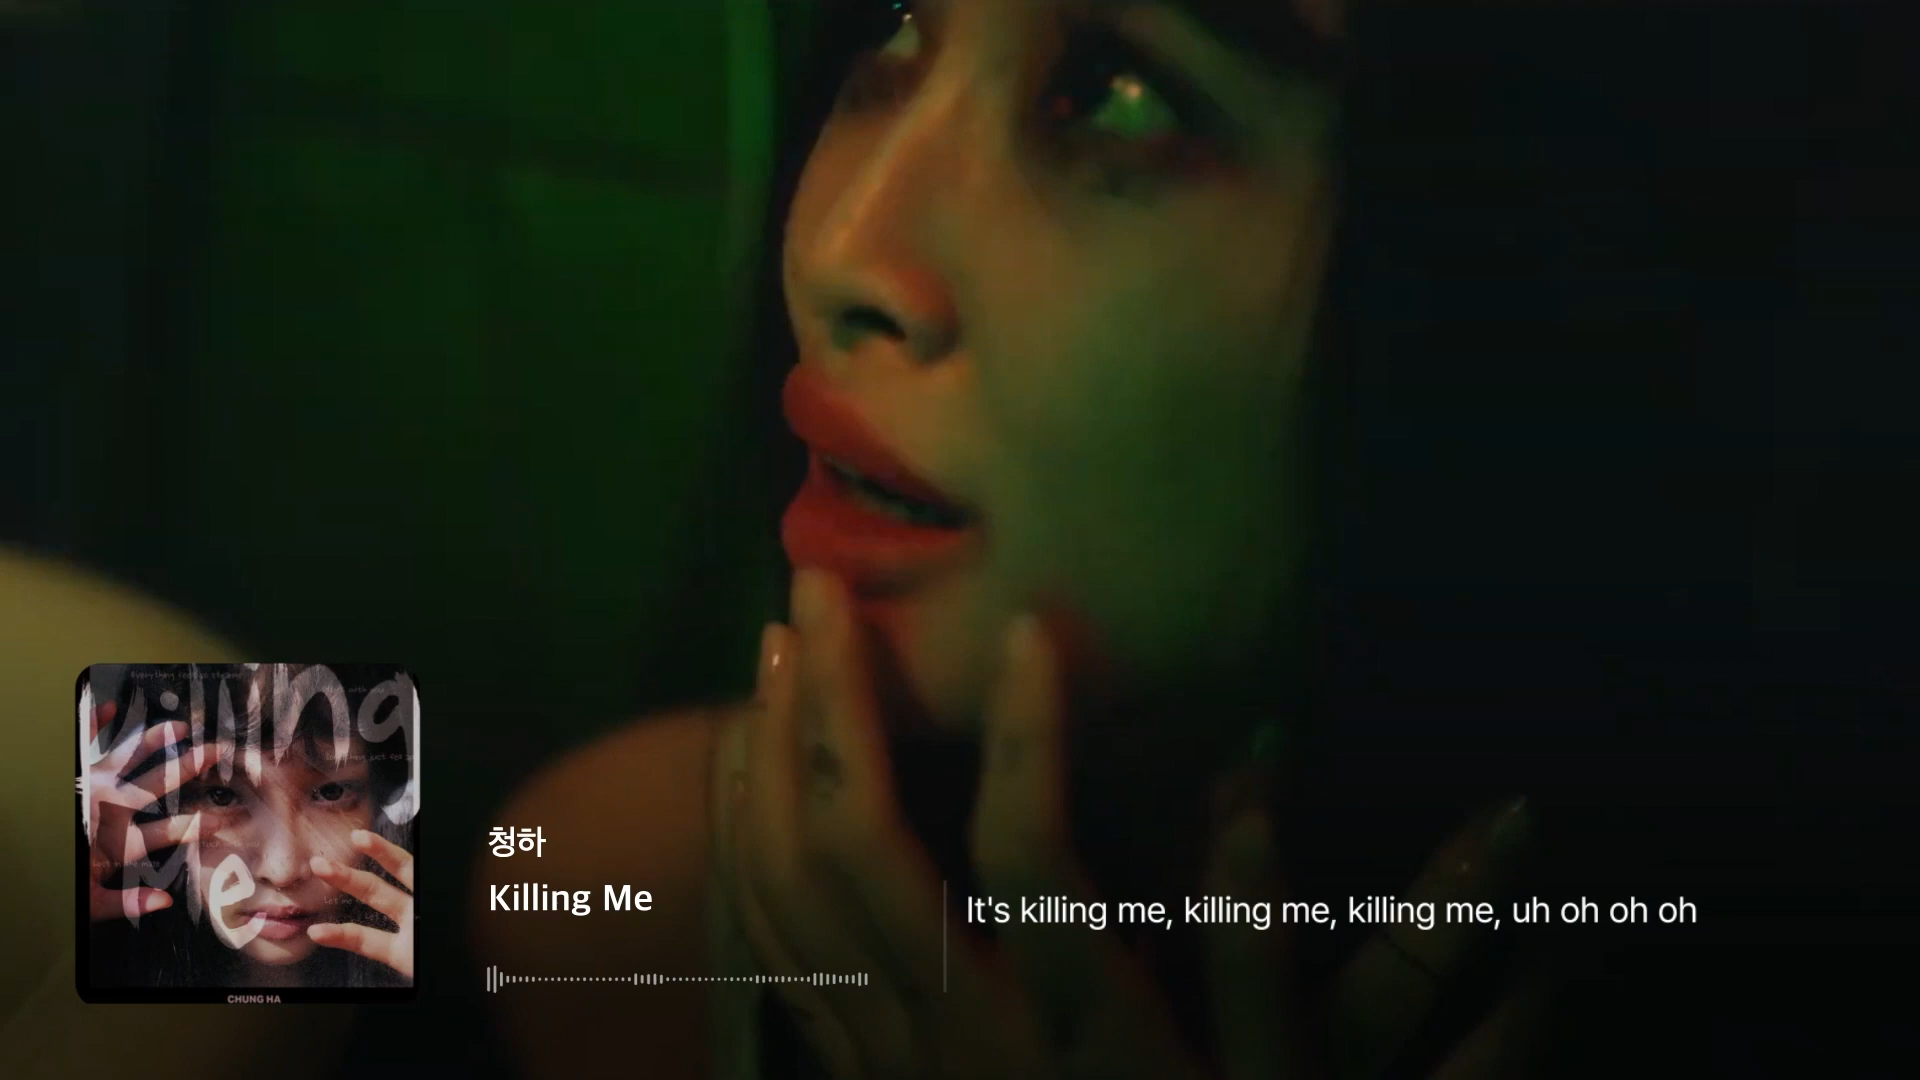 Killing
Me
CHUNG HA
청하
Killing Me
It's killing me, killing me, killing me, uh oh oh oh